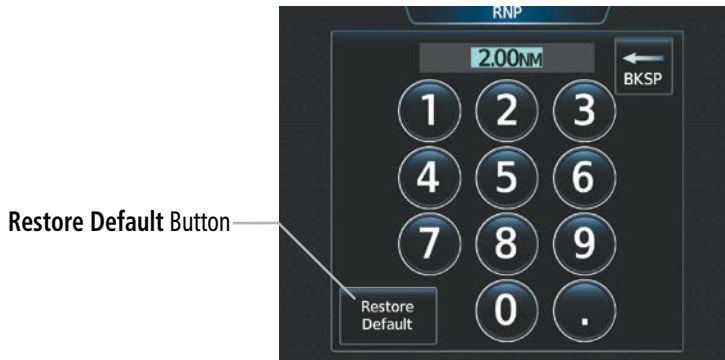 RNP
2.00NM
BKSP
1 2 3
4 5 6
7 8 9
Restore Default Button
Restore
Default
0 .